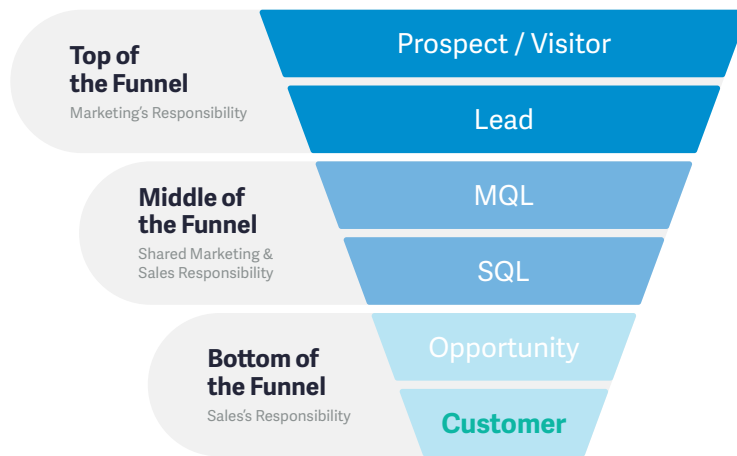 Top of
the Funnel
Marketing's Responsibility
Prospect / Visitor
Lead
Middle of
the Funnel
Shared Marketing &
Sales Responsibility
MQL
SQL
Bottom of
the Funnel
Sales's Responsibility
Opportunity
Customer